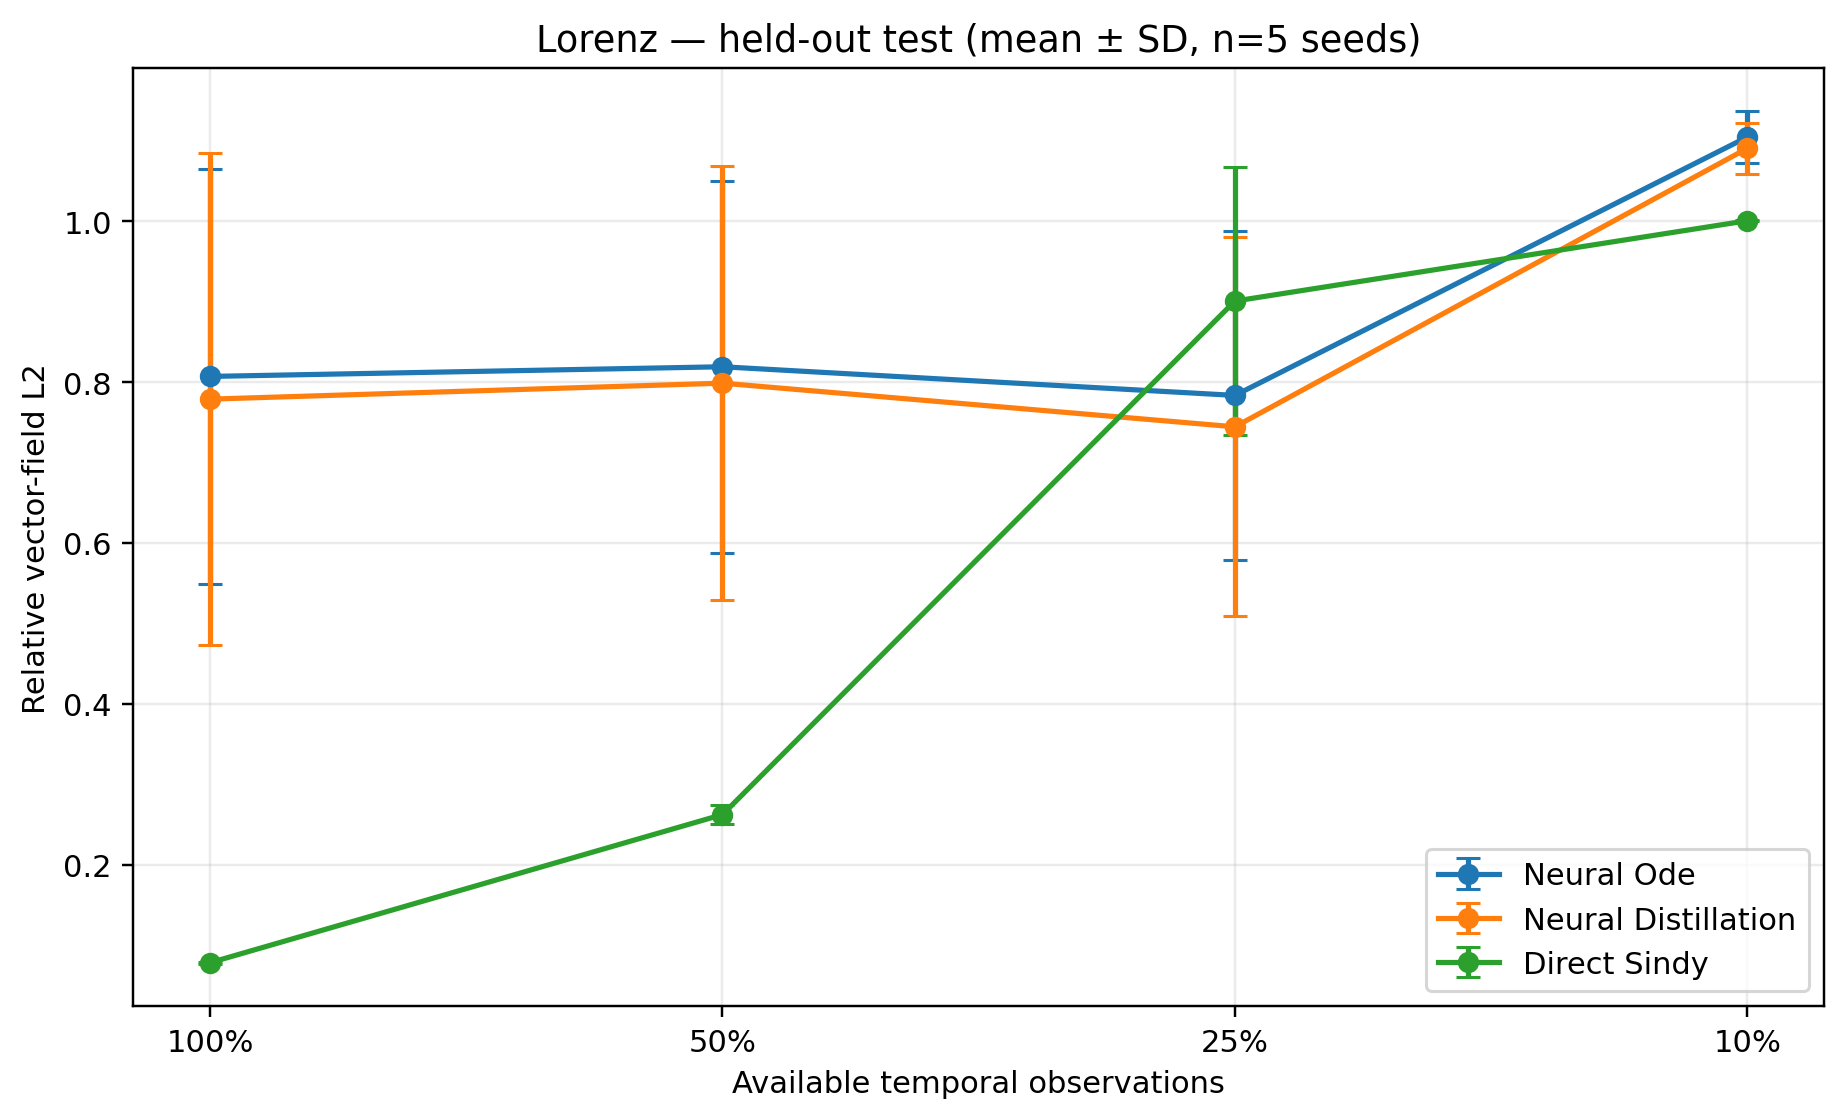 Lorenz — held-out test (mean ± SD, n=5 seeds)
Relative vector-field L2
1.0
0.8
0.6
0.4
0.2
100%
50%
25%
10%
Available temporal observations
Neural Ode
Neural Distillation
Direct Sindy